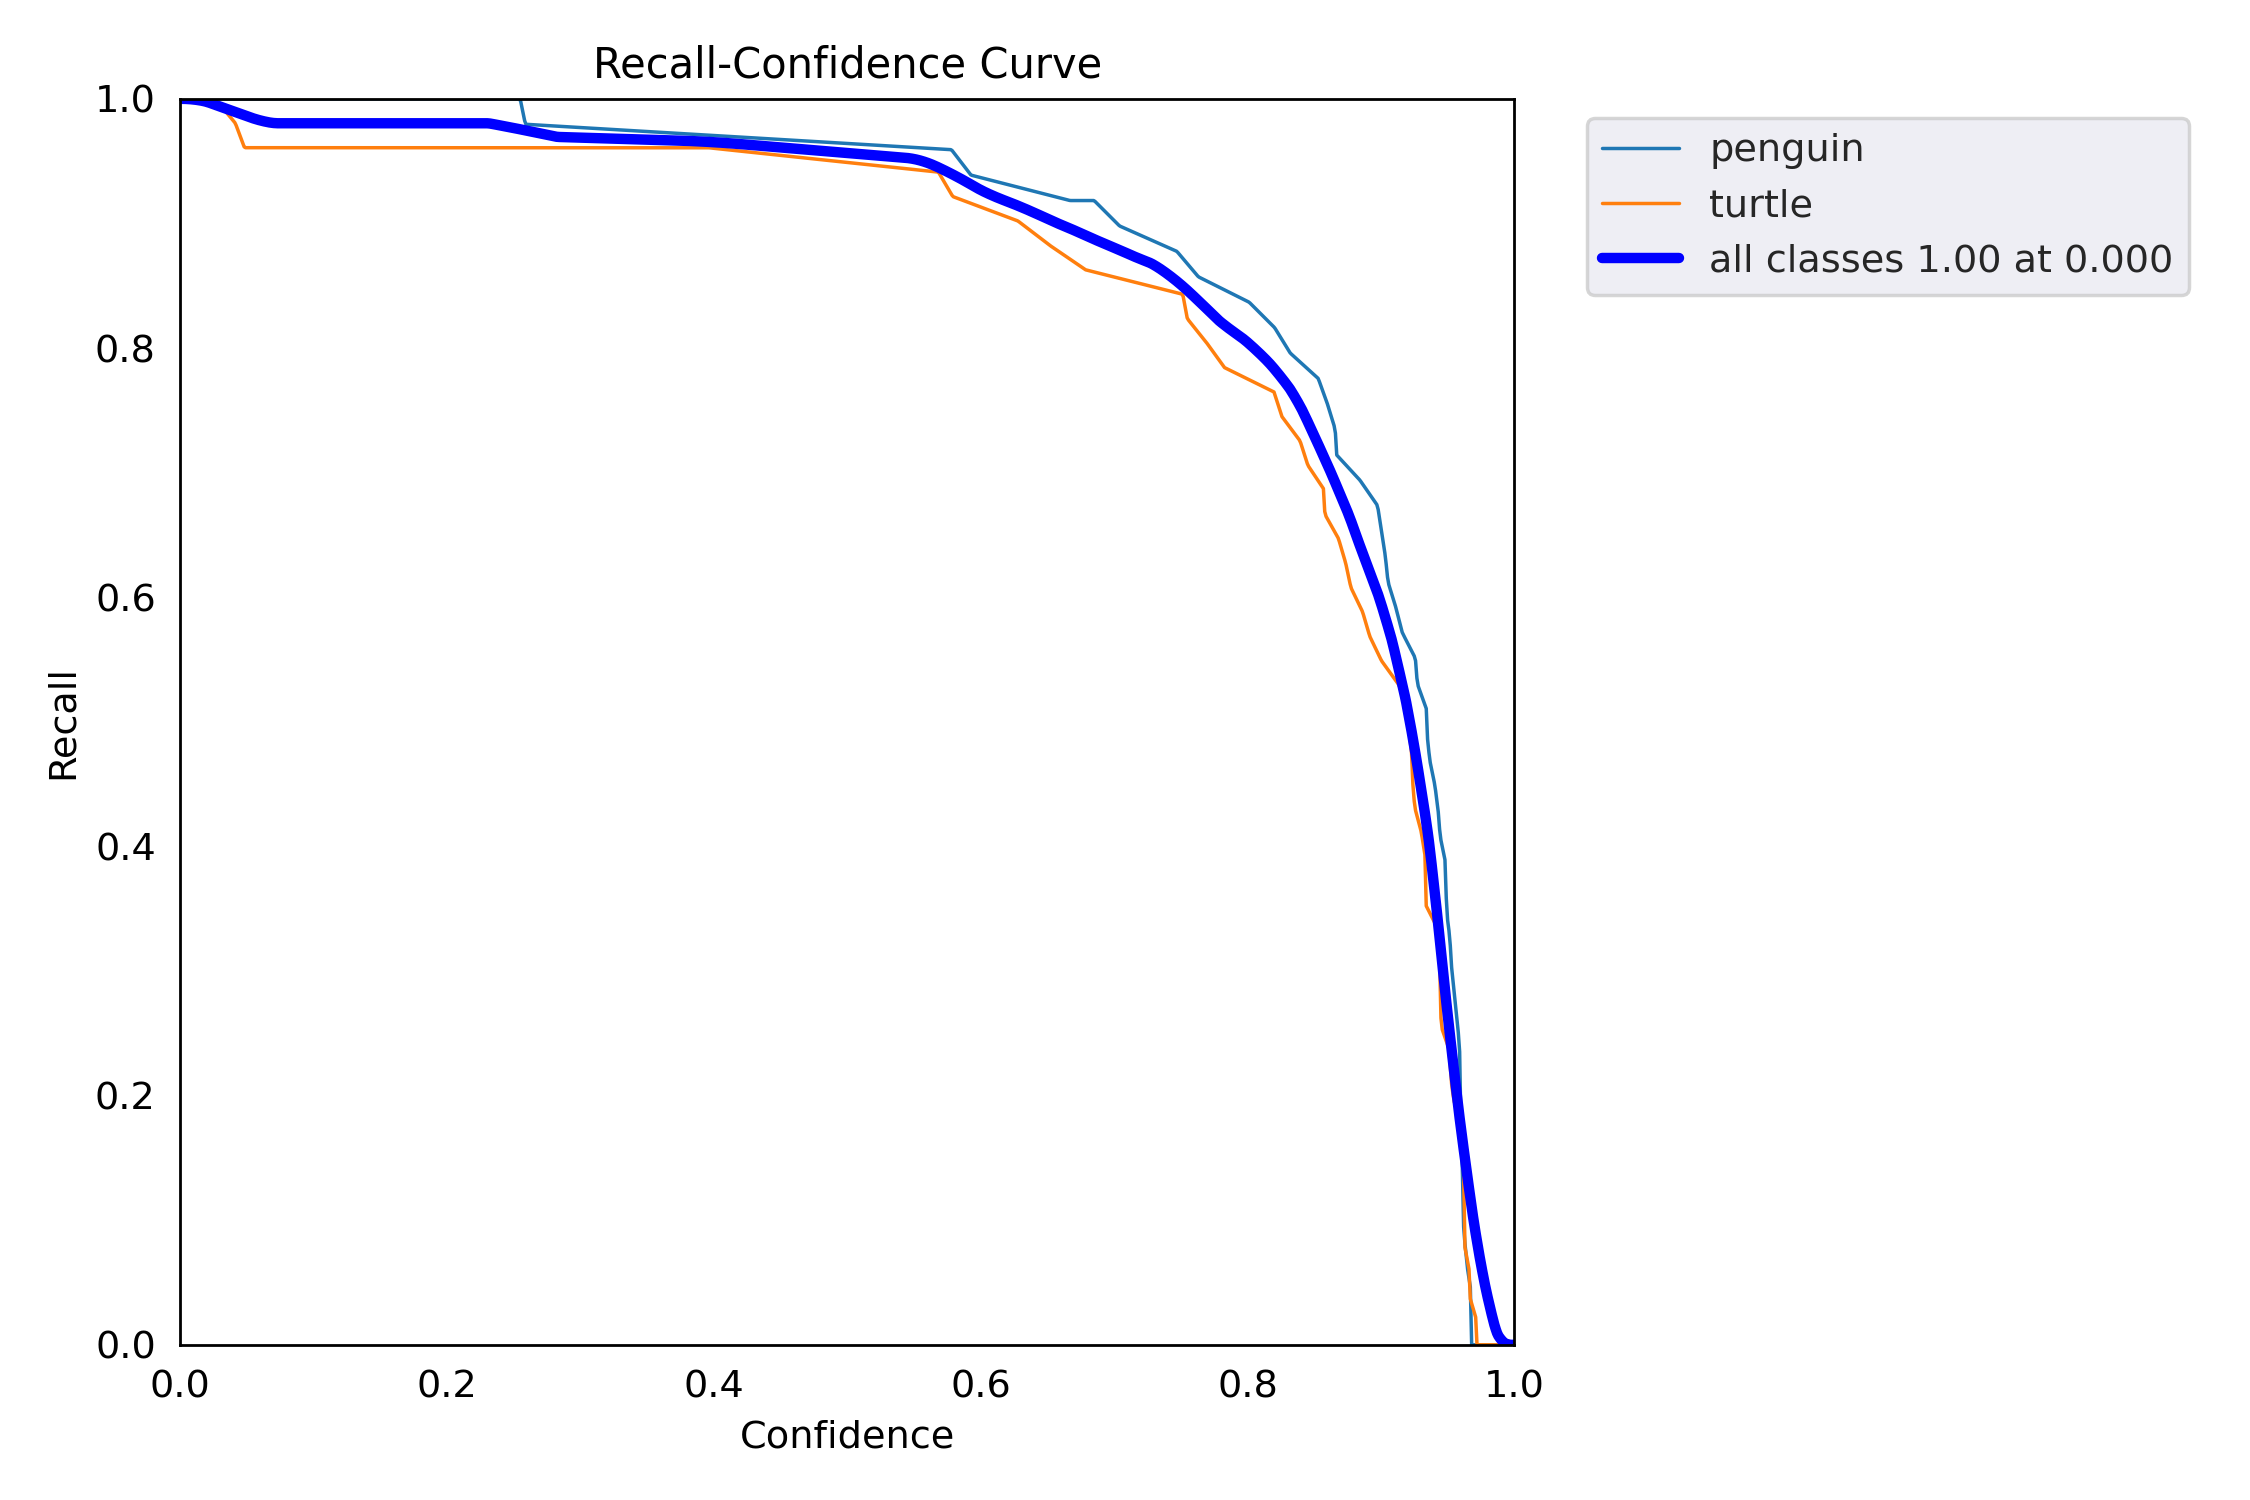 Recall-Confidence Curve
1.0
0.8
0.6
0.4
0.2
0.0
Recall
0.0 0.2 0.4 0.6 0.8 1.0
Confidence
penguin
turtle
all classes 1.00 at 0.000